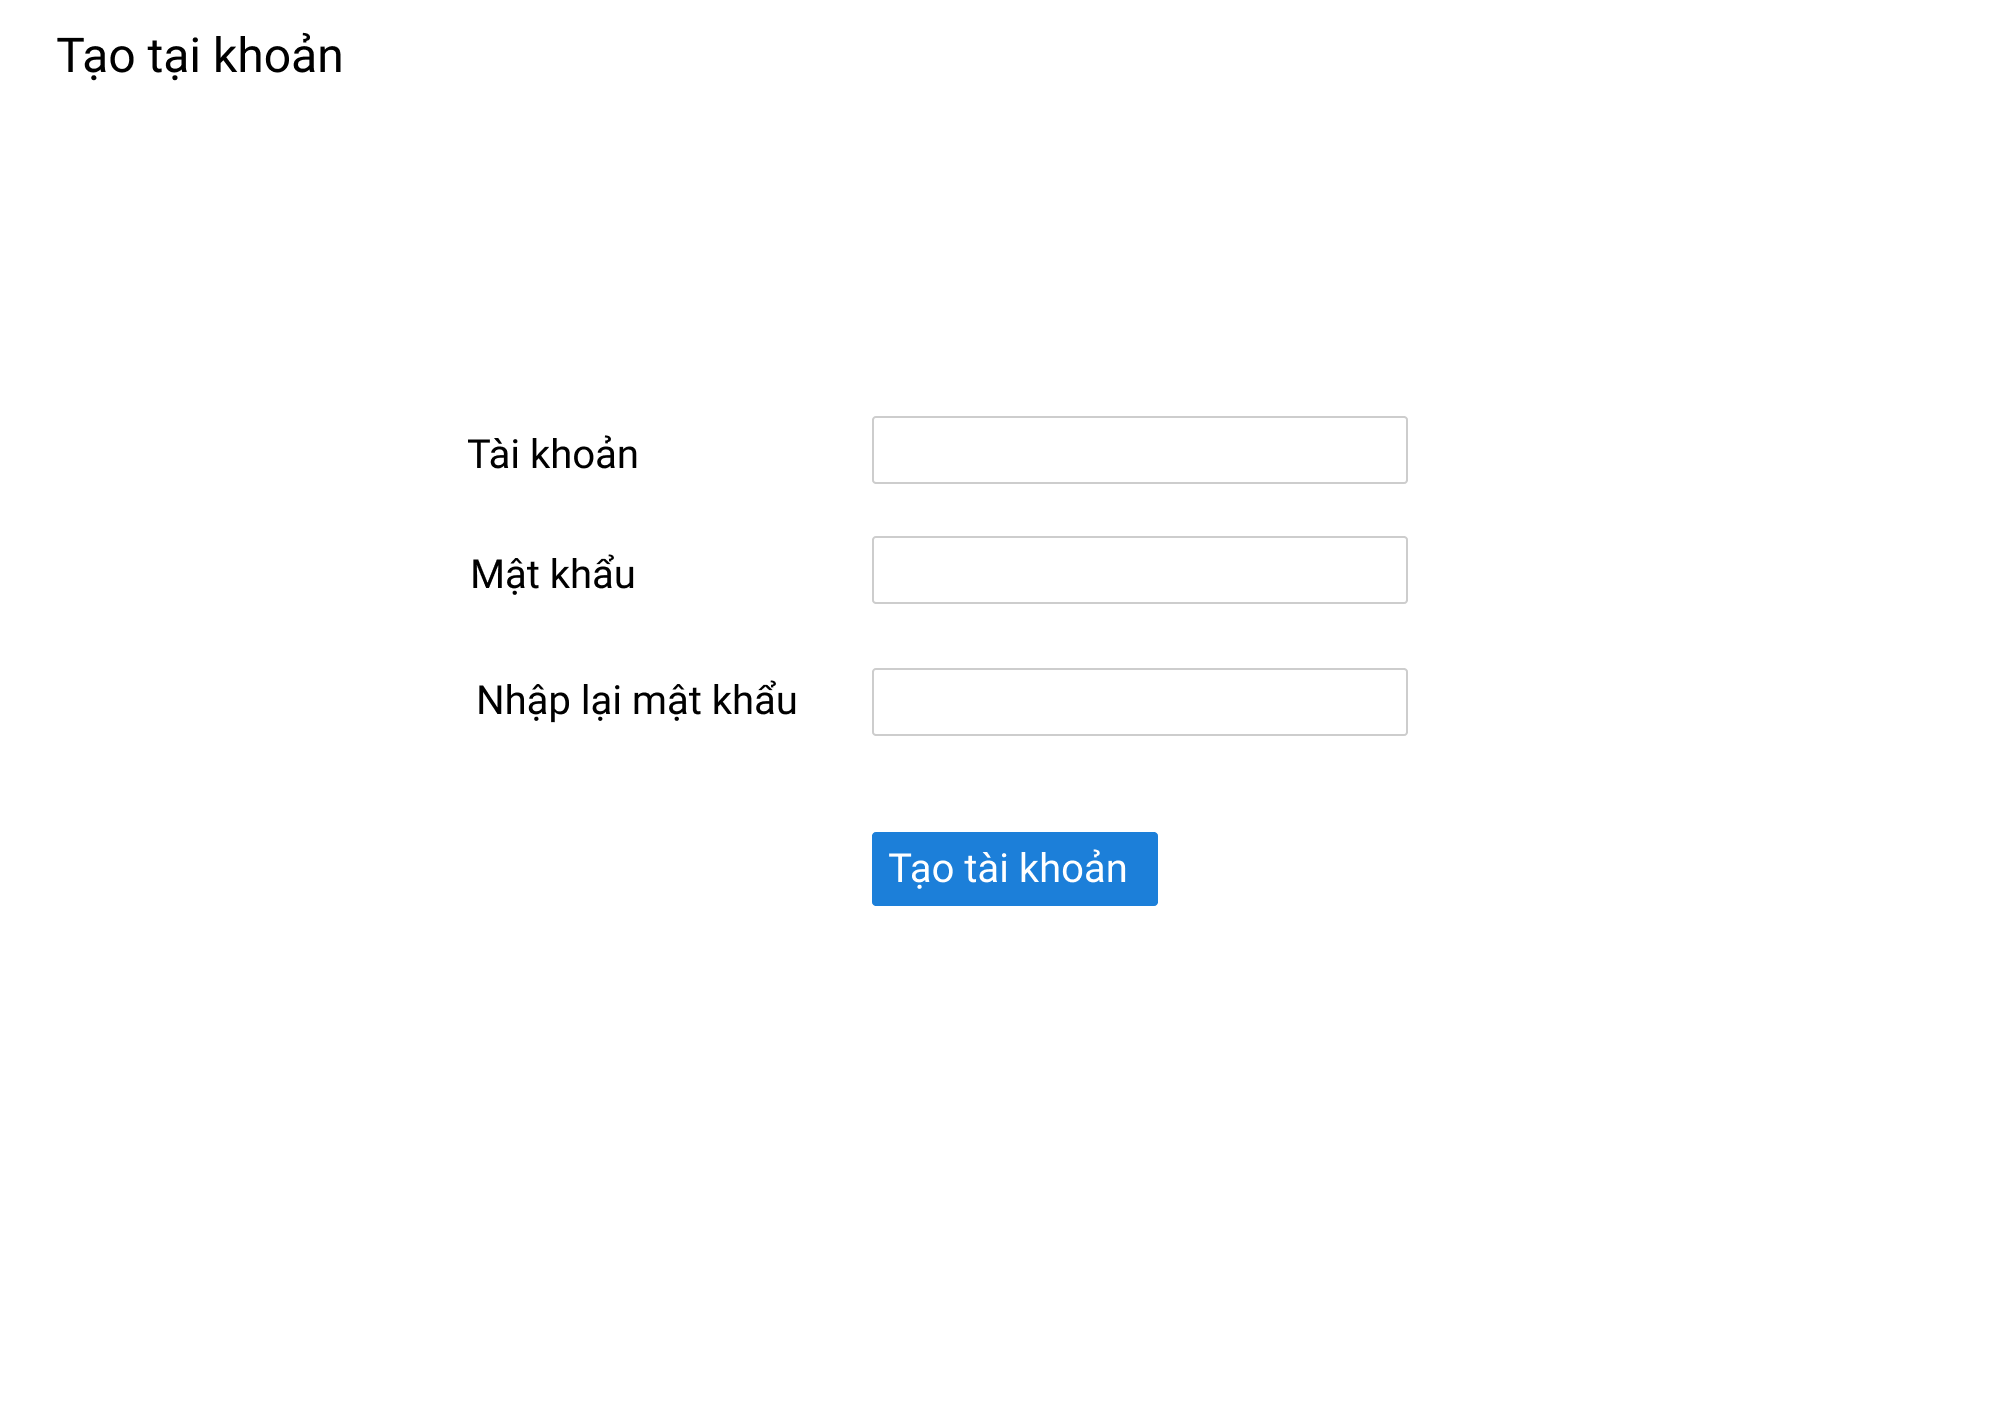 Tạo tại khoản
Tài khoản
Mật khẩu
Nhập lại mật khẩu
Tạo tài khoản